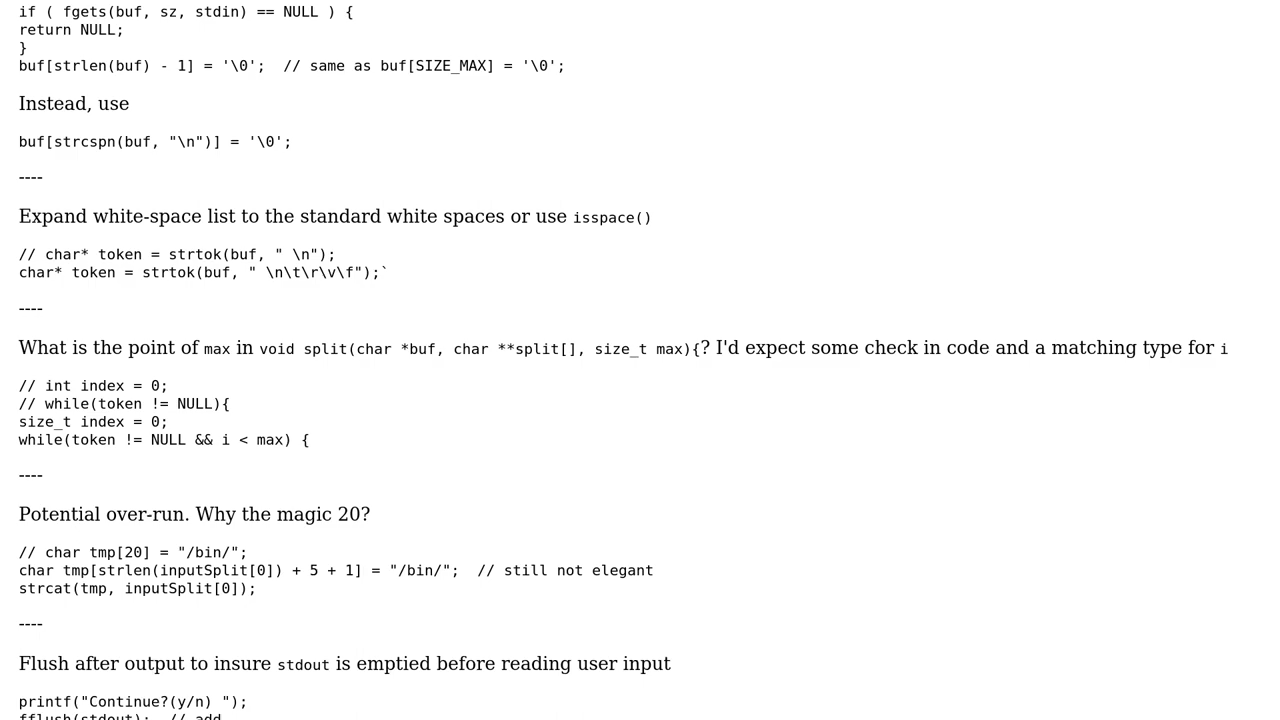 if ( fgets(buf, sz, stdin) == NULL ) {
return NULL;
}
buf[strlen(buf) - 1] = '\0';  // same as buf[SIZE_MAX] = '\0';
Instead, use
buf[strcspn(buf, "\n")] = '\0';
----
Expand white-space list to the standard white spaces or use isspace()
// char* token = strtok(buf, " \n");
char* token = strtok(buf, " \n\t\r\v\f");`
----
What is the point of max in void split(char *buf, char **split[], size_t max){? I'd expect some check in code and a matching type for i
// int index = 0;
// while(token != NULL){
size_t index = 0;
while(token != NULL && i < max) {
----
Potential over-run. Why the magic 20?
// char tmp[20] = "/bin/";
char tmp[strlen(inputSplit[0]) + 5 + 1] = "/bin/";  // still not elegant
strcat(tmp, inputSplit[0]);
----
Flush after output to insure stdout is emptied before reading user input
printf("Continue?(y/n) ");
fflush(stdout);  // add